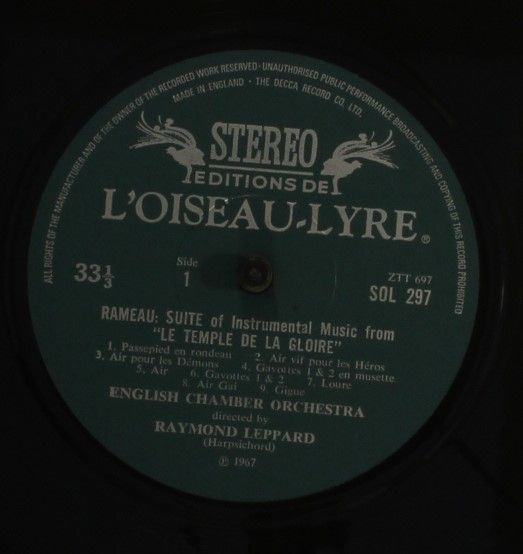 ALL RIGHTS OF THE MANUFACTURER AND OF THE OWNER OF THE RECORDED WORK RESERVED · UNAUTHORISED PUBLIC PERFORMANCE BROADCASTING AND COPYING OF THIS RECORD PROHIBITED
MADE IN ENGLAND · THE DECCA RECORD CO. LTD.
STEREO
EDITIONS DE
L'OISEAU-LYRE ®
33⅓
Side
1
ZTT 697
SOL 297
RAMEAU: SUITE of Instrumental Music from
"LE TEMPLE DE LA GLOIRE"
1. Passepied en rondeau 2. Air vif pour les Héros
3. Air pour les Démons 4. Gavottes 1 & 2 en musette
5. Air 6. Gavottes 1 & 2 7. Loure
8. Air Gai 9. Gigue
ENGLISH CHAMBER ORCHESTRA
directed by
RAYMOND LEPPARD
(Harpsichord)
℗ 1967